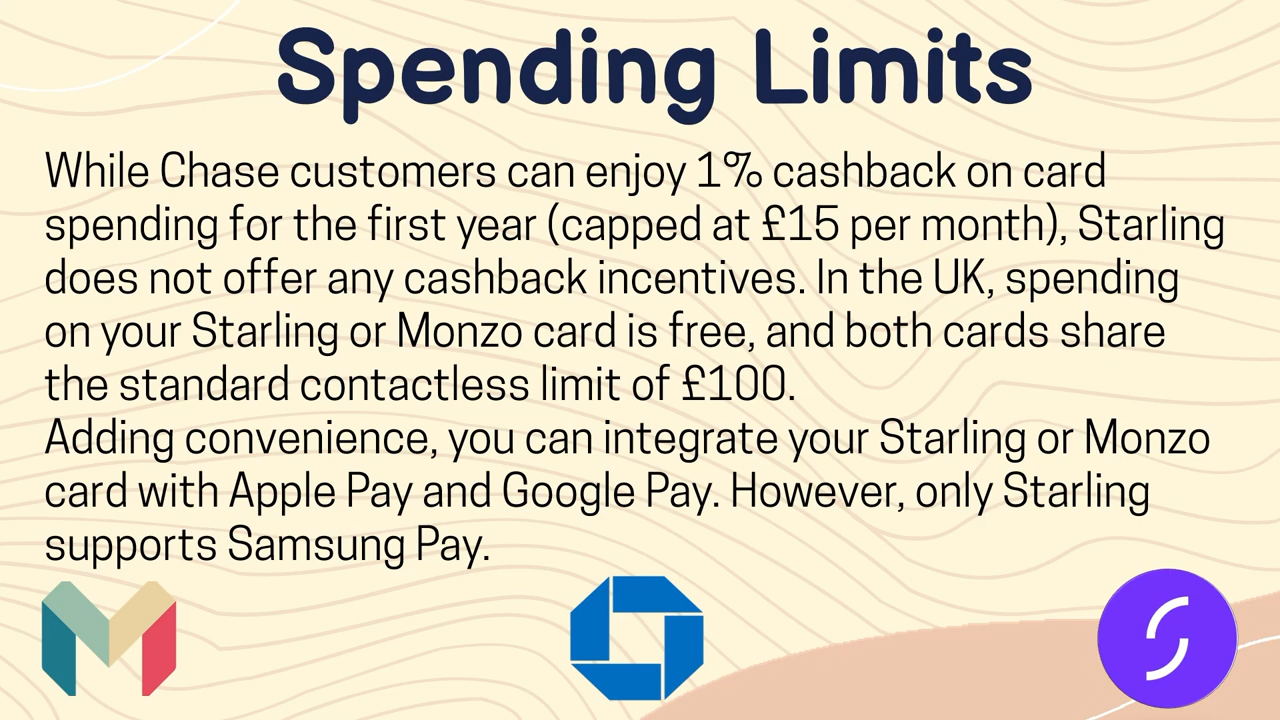 Spending Limits
While Chase customers can enjoy 1% cashback on card
spending for the first year (capped at £15 per month), Starling
does not offer any cashback incentives. In the UK, spending
on your Starling or Monzo card is free, and both cards share
the standard contactless limit of £100.
Adding convenience, you can integrate your Starling or Monzo
card with Apple Pay and Google Pay. However, only Starling
supports Samsung Pay.